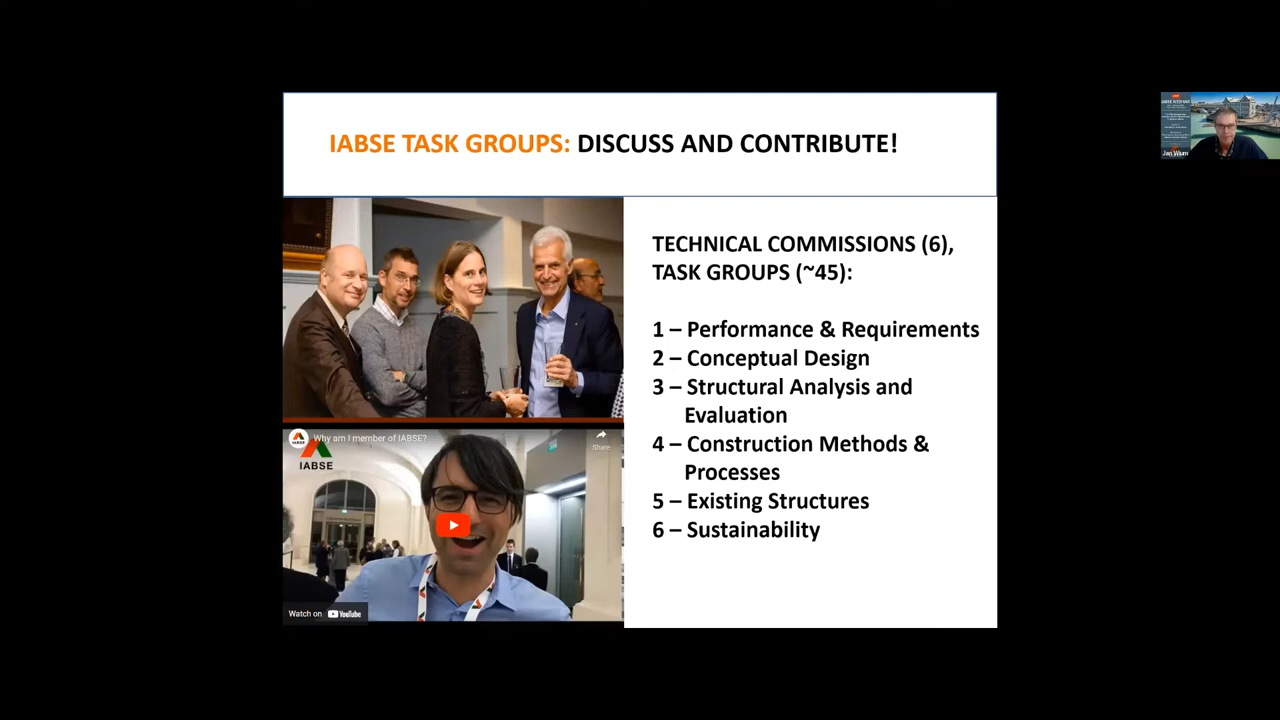 IABSE TASK GROUPS: DISCUSS AND CONTRIBUTE!
TECHNICAL COMMISSIONS (6),
TASK GROUPS (~45):
1 – Performance & Requirements
2 – Conceptual Design
3 – Structural Analysis and
Evaluation
4 – Construction Methods &
Processes
5 – Existing Structures
6 – Sustainability
Why am I member of IABSE?
Share
IABSE
Watch on YouTube
Jan Wium